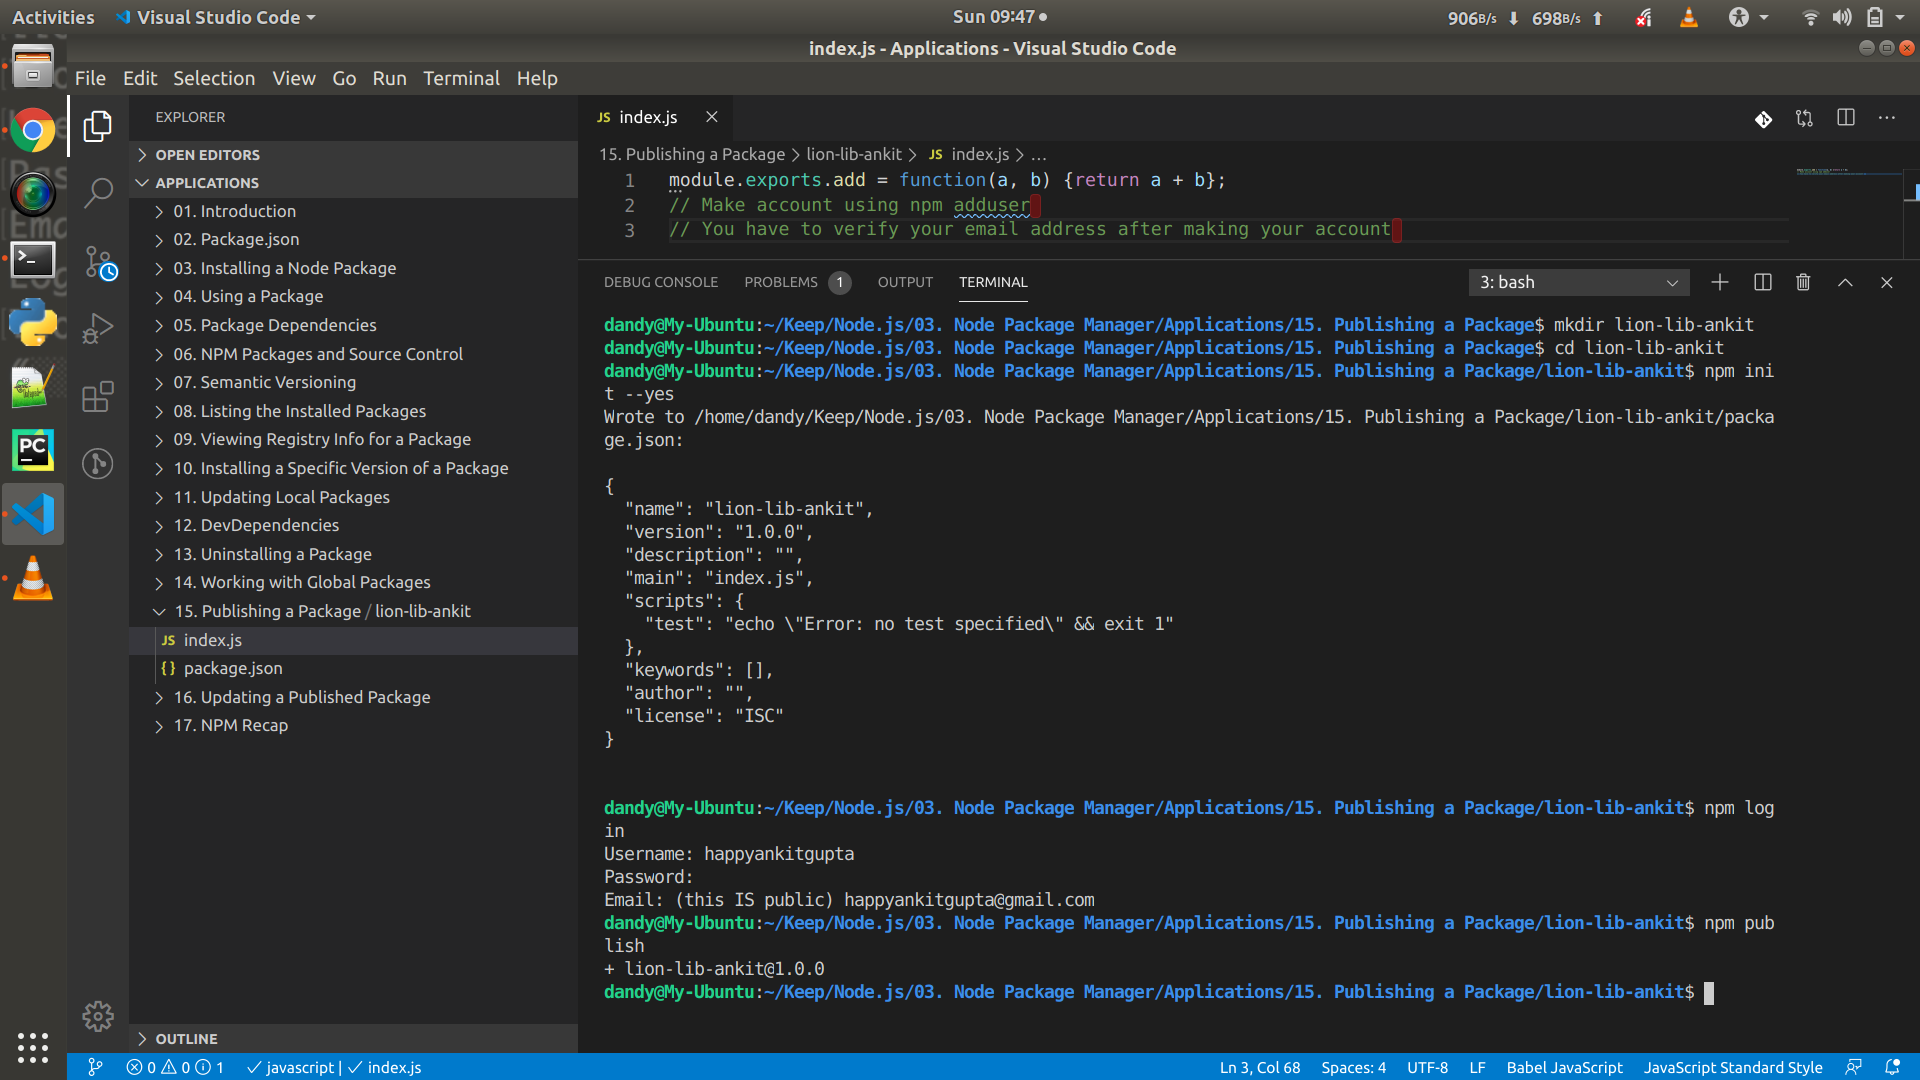 Activities
Visual Studio Code
Sun 09:47
906B/s
698B/s
index.js - Applications - Visual Studio Code
File Edit Selection View Go Run Terminal Help
EXPLORER
OPEN EDITORS
APPLICATIONS
01. Introduction
02. Package.json
03. Installing a Node Package
04. Using a Package
05. Package Dependencies
06. NPM Packages and Source Control
07. Semantic Versioning
08. Listing the Installed Packages
09. Viewing Registry Info for a Package
10. Installing a Specific Version of a Package
11. Updating Local Packages
12. DevDependencies
13. Uninstalling a Package
14. Working with Global Packages
15. Publishing a Package / lion-lib-ankit
JS index.js
{} package.json
16. Updating a Published Package
17. NPM Recap
OUTLINE
JS index.js
15. Publishing a Package > lion-lib-ankit > JS index.js > ...
1 module.exports.add = function(a, b) {return a + b};
2 // Make account using npm adduser
3 // You have to verify your email address after making your account
DEBUG CONSOLE PROBLEMS 1 OUTPUT TERMINAL
3: bash
dandy@My-Ubuntu:~/Keep/Node.js/03. Node Package Manager/Applications/15. Publishing a Package$ mkdir lion-lib-ankit
dandy@My-Ubuntu:~/Keep/Node.js/03. Node Package Manager/Applications/15. Publishing a Package$ cd lion-lib-ankit
dandy@My-Ubuntu:~/Keep/Node.js/03. Node Package Manager/Applications/15. Publishing a Package/lion-lib-ankit$ npm ini
t --yes
Wrote to /home/dandy/Keep/Node.js/03. Node Package Manager/Applications/15. Publishing a Package/lion-lib-ankit/packa
ge.json:
{
"name": "lion-lib-ankit",
"version": "1.0.0",
"description": "",
"main": "index.js",
"scripts": {
"test": "echo \"Error: no test specified\" && exit 1"
},
"keywords": [],
"author": "",
"license": "ISC"
}
dandy@My-Ubuntu:~/Keep/Node.js/03. Node Package Manager/Applications/15. Publishing a Package/lion-lib-ankit$ npm log
in
Username: happyankitgupta
Password:
Email: (this IS public) happyankitgupta@gmail.com
dandy@My-Ubuntu:~/Keep/Node.js/03. Node Package Manager/Applications/15. Publishing a Package/lion-lib-ankit$ npm pub
lish
+ lion-lib-ankit@1.0.0
dandy@My-Ubuntu:~/Keep/Node.js/03. Node Package Manager/Applications/15. Publishing a Package/lion-lib-ankit$
0 0 1 javascript | index.js
Ln 3, Col 68 Spaces: 4 UTF-8 LF Babel JavaScript JavaScript Standard Style